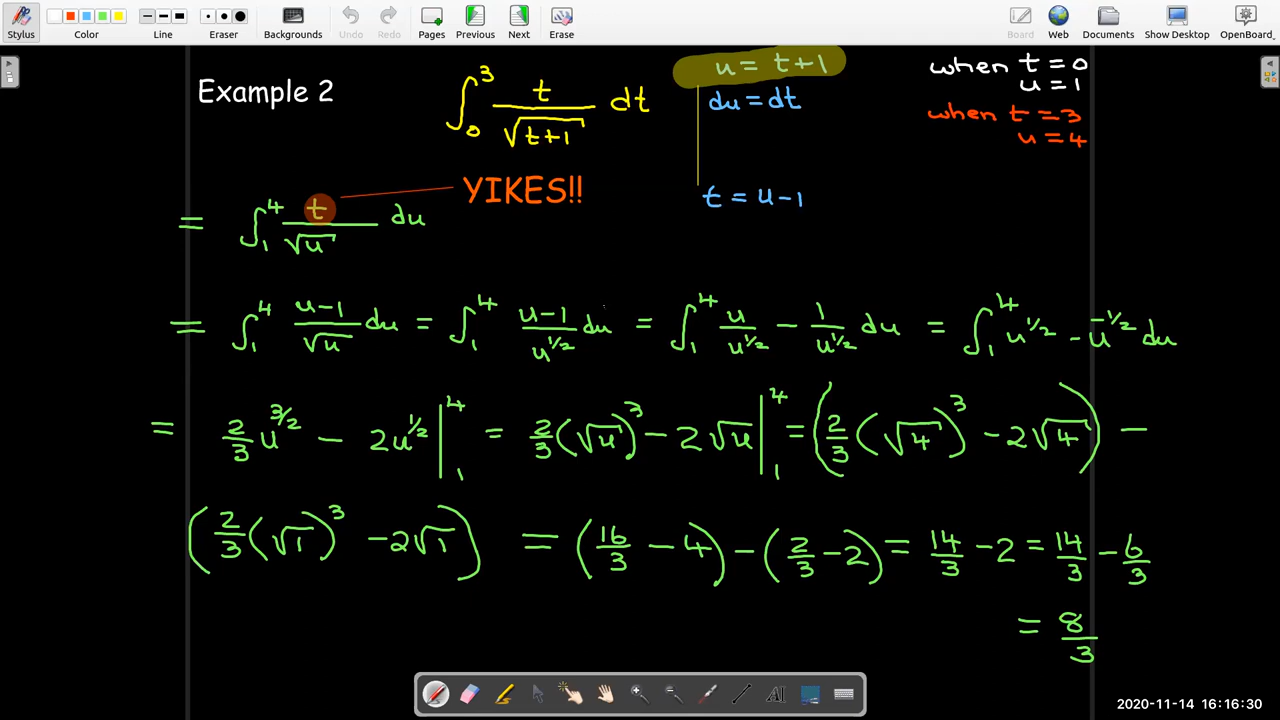 Stylus Color Line Eraser Backgrounds Undo Redo Pages Previous Next Erase Board Web Documents Show Desktop OpenBoard
Example 2
∫₀³ t/√(t+1) dt
u = t+1
du = dt
t = u-1
when t = 0
u = 1
when t = 3
u = 4
YIKES!!
= ∫₁⁴ t/√u du
= ∫₁⁴ (u-1)/√u du = ∫₁⁴ (u-1)/u^(1/2) du = ∫₁⁴ u/u^(1/2) - 1/u^(1/2) du = ∫₁⁴ u^(1/2) - u^(-1/2) du
= 2/3 u^(3/2) - 2u^(1/2) |₁⁴ = 2/3 (√u)³ - 2√u |₁⁴ = (2/3 (√4)³ - 2√4) -
(2/3 (√1)³ - 2√1) = (16/3 - 4) - (2/3 - 2) = 14/3 - 2 = 14/3 - 6/3
= 8/3
2020-11-14 16:16:30